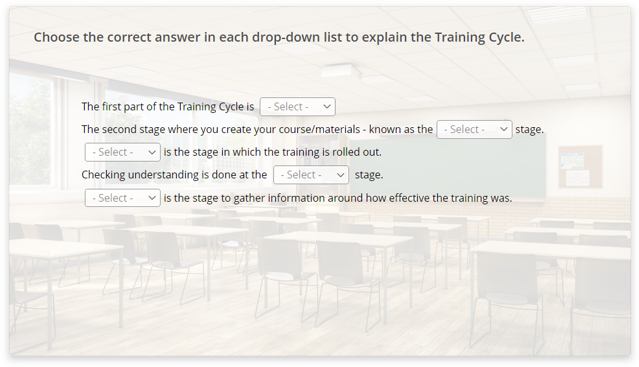 Choose the correct answer in each drop-down list to explain the Training Cycle.
The first part of the Training Cycle is - Select -
The second stage where you create your course/materials - known as the - Select - stage.
- Select - is the stage in which the training is rolled out.
Checking understanding is done at the - Select - stage.
- Select - is the stage to gather information around how effective the training was.